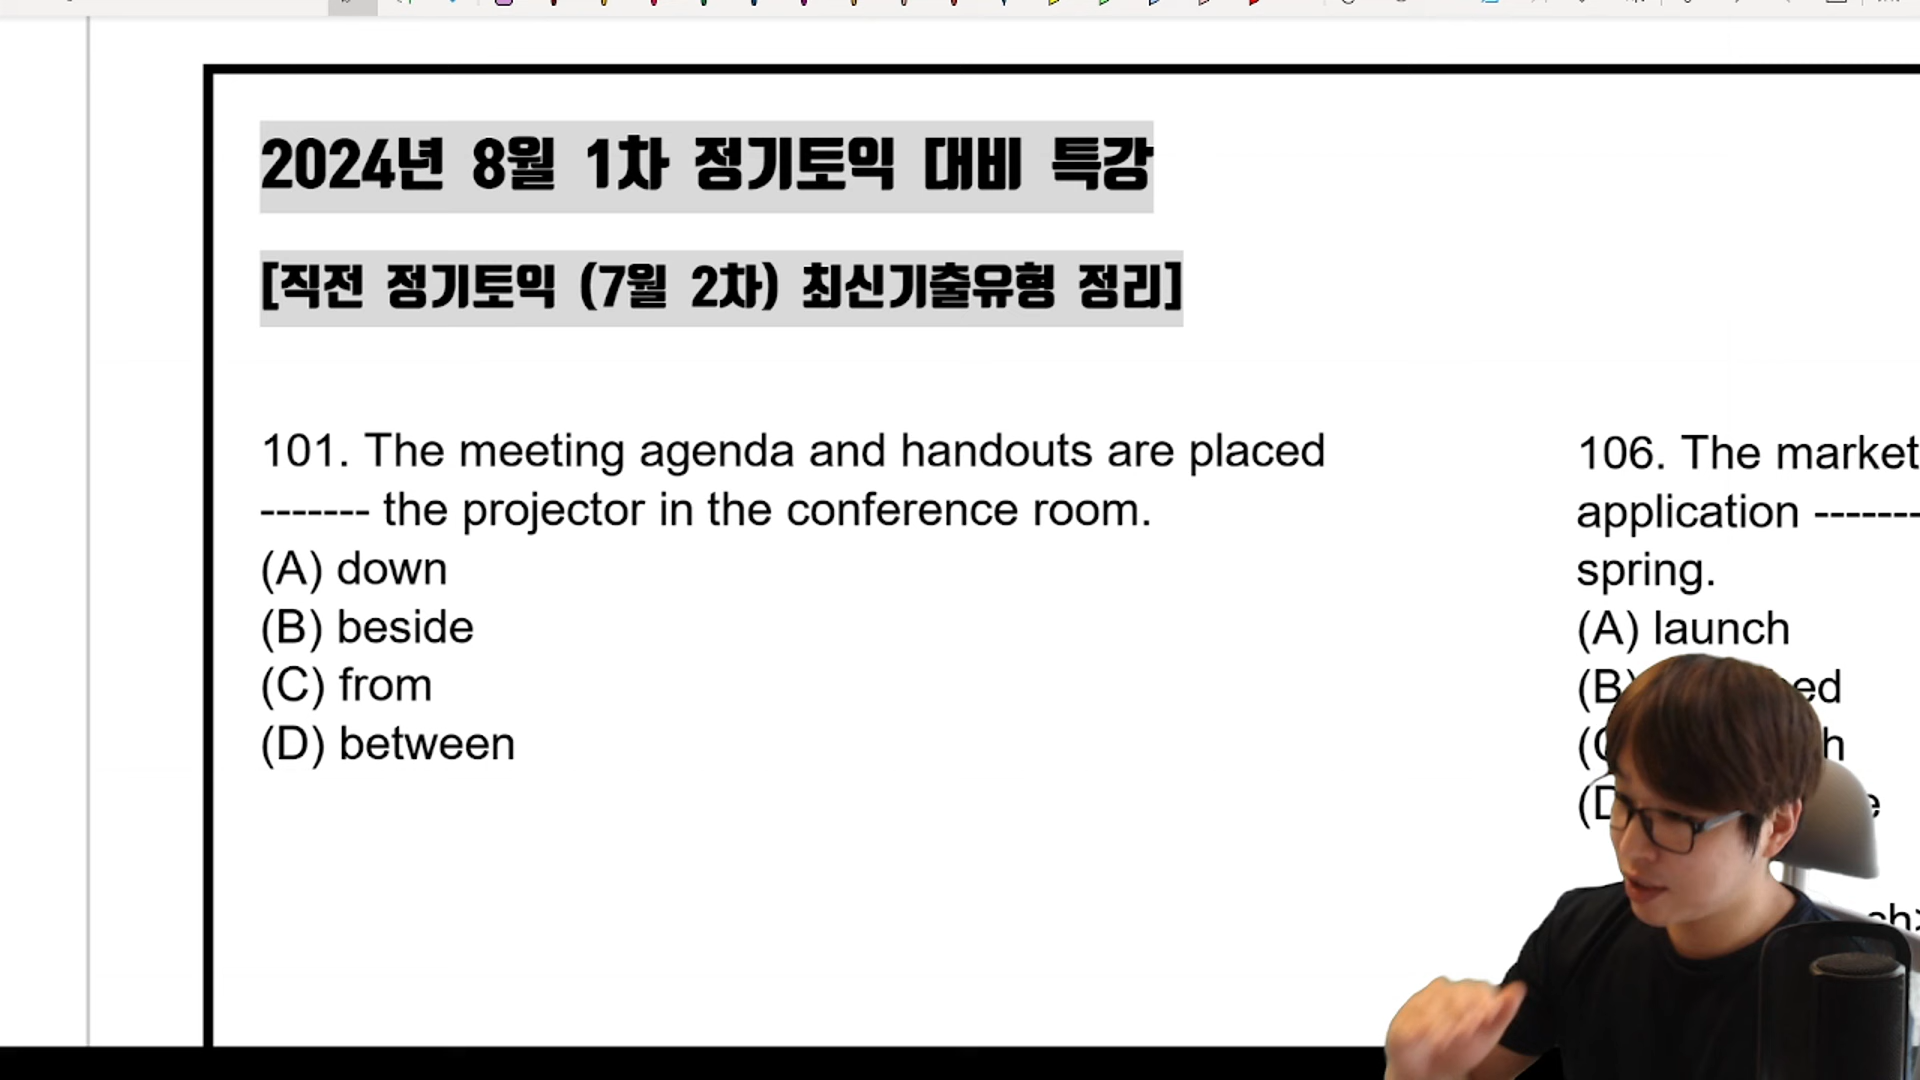 2024년 8월 1차 정기토익 대비 특강
[직전 정기토익 (7월 2차) 최신기출유형 정리]
101. The meeting agenda and handouts are placed
------- the projector in the conference room.
(A) down
(B) beside
(C) from
(D) between
106. The market
application -------
spring.
(A) launch